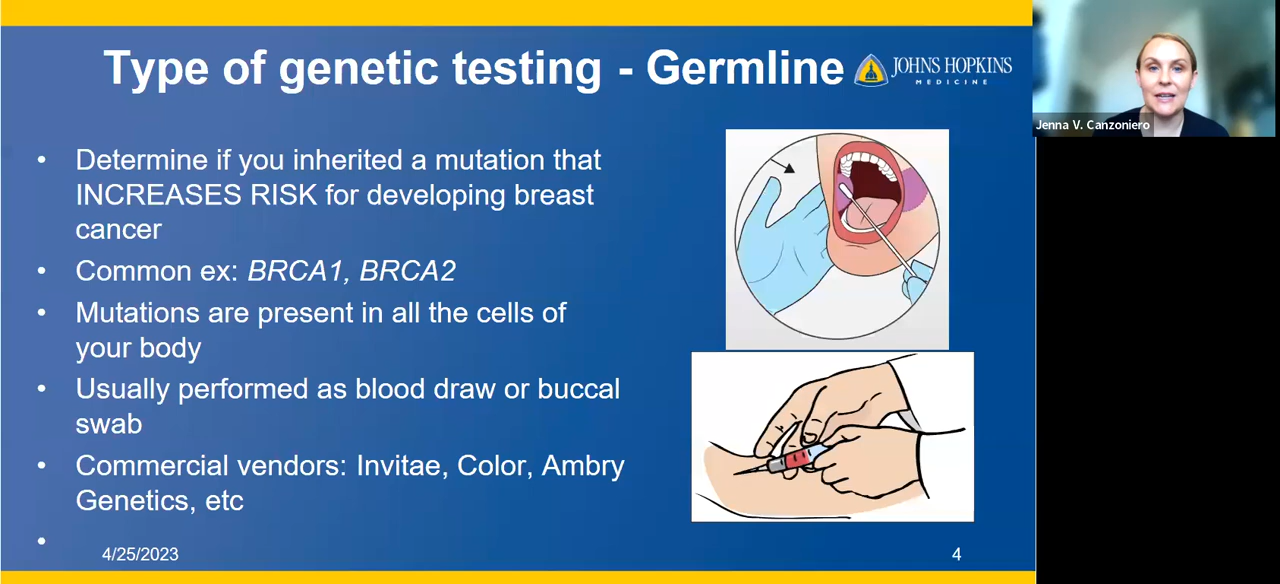 Type of genetic testing - Germline
JOHNS HOPKINS
MEDICINE
Jenna V. Canzoniero
• Determine if you inherited a mutation that
INCREASES RISK for developing breast
cancer
• Common ex: BRCA1, BRCA2
• Mutations are present in all the cells of
your body
• Usually performed as blood draw or buccal
swab
• Commercial vendors: Invitae, Color, Ambry
Genetics, etc
•
4/25/2023
4